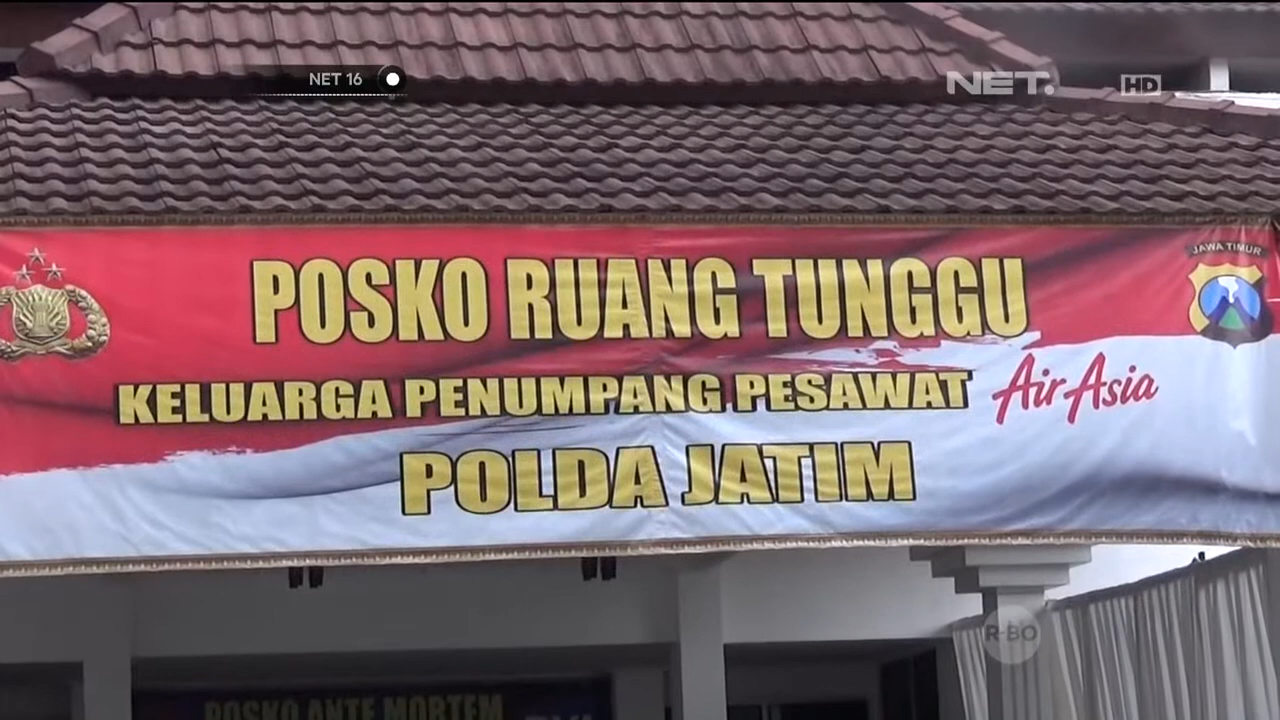 NET 16
NET. HD
JAWA TIMUR
POSKO RUANG TUNGGU
KELUARGA PENUMPANG PESAWAT AirAsia
POLDA JATIM
R-BO
POSKO ANTE MORTEM